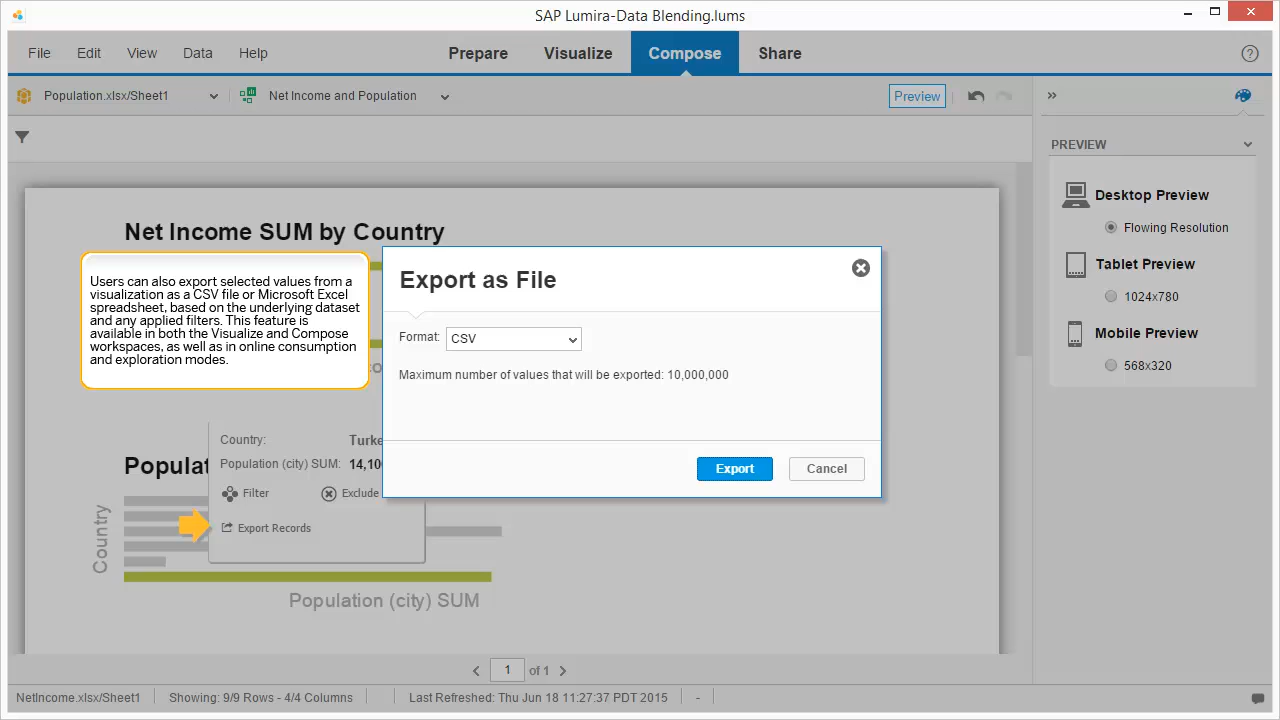 SAP Lumira-Data Blending.lums
File Edit View Data Help Prepare Visualize Compose Share
Population.xlsx/Sheet1 Net Income and Population Preview
PREVIEW
Desktop Preview
Flowing Resolution
Tablet Preview
1024x780
Mobile Preview
568x320
Net Income SUM by Country
Users can also export selected values from a
visualization as a CSV file or Microsoft Excel
spreadsheet, based on the underlying dataset
and any applied filters. This feature is
available in both the Visualize and Compose
workspaces, as well as in online consumption
and exploration modes.
Export as File
Format: CSV
Maximum number of values that will be exported: 10,000,000
Export Cancel
Country: Turke
Population (city) SUM: 14,10
Filter Exclude
Export Records
Populat
Country
Population (city) SUM
1 of 1
NetIncome.xlsx/Sheet1 Showing: 9/9 Rows - 4/4 Columns Last Refreshed: Thu Jun 18 11:27:37 PDT 2015 -